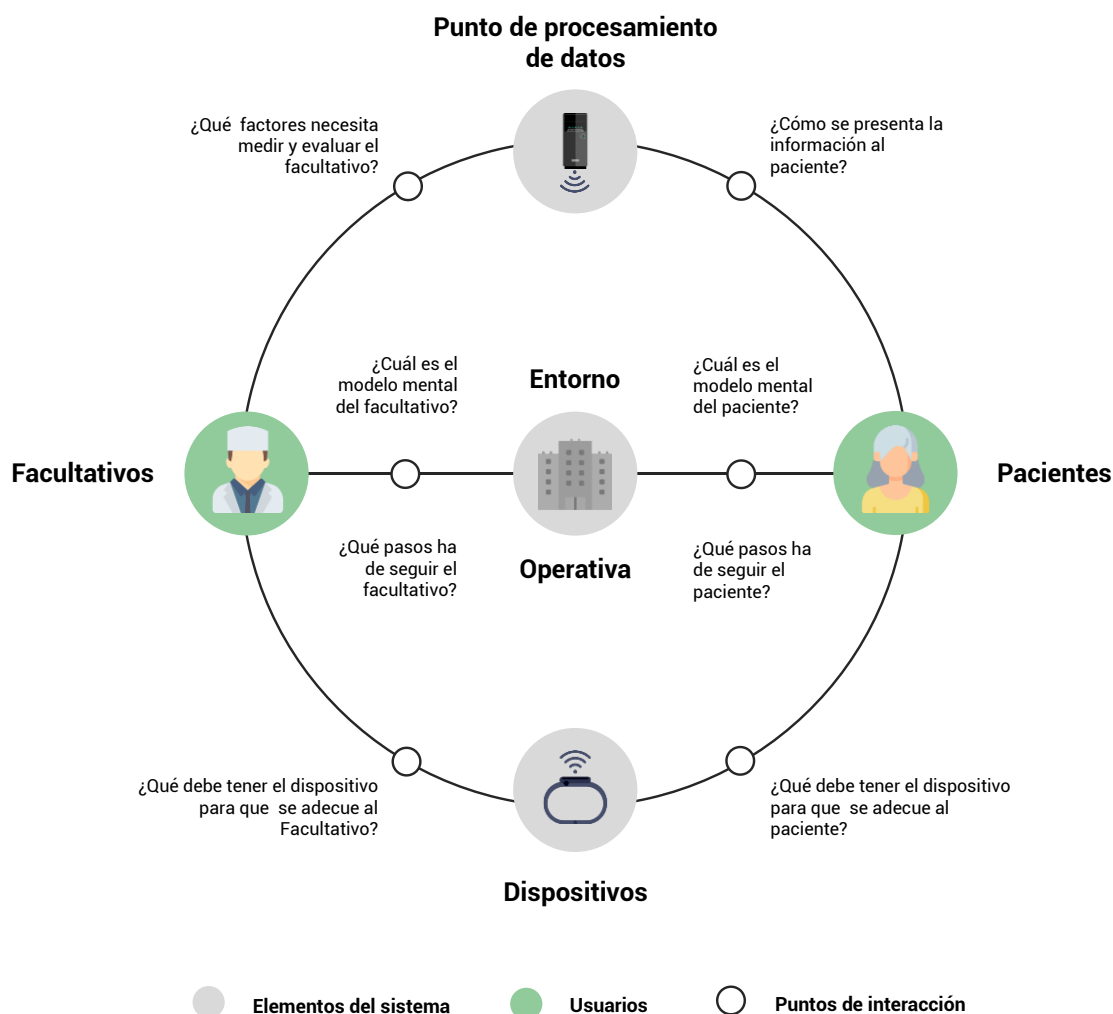 Punto de procesamiento
de datos
¿Qué factores necesita
medir y evaluar el
facultativo?
¿Cómo se presenta la
información al
paciente?
¿Cuál es el
modelo mental
del facultativo?
Entorno
¿Cuál es el
modelo mental
del paciente?
Facultativos
Pacientes
¿Qué pasos ha
de seguir el
facultativo?
Operativa
¿Qué pasos ha
de seguir el
paciente?
¿Qué debe tener el dispositivo
para que se adecue al
Facultativo?
¿Qué debe tener el dispositivo
para que se adecue al
paciente?
Dispositivos
Elementos del sistema
Usuarios
Puntos de interacción